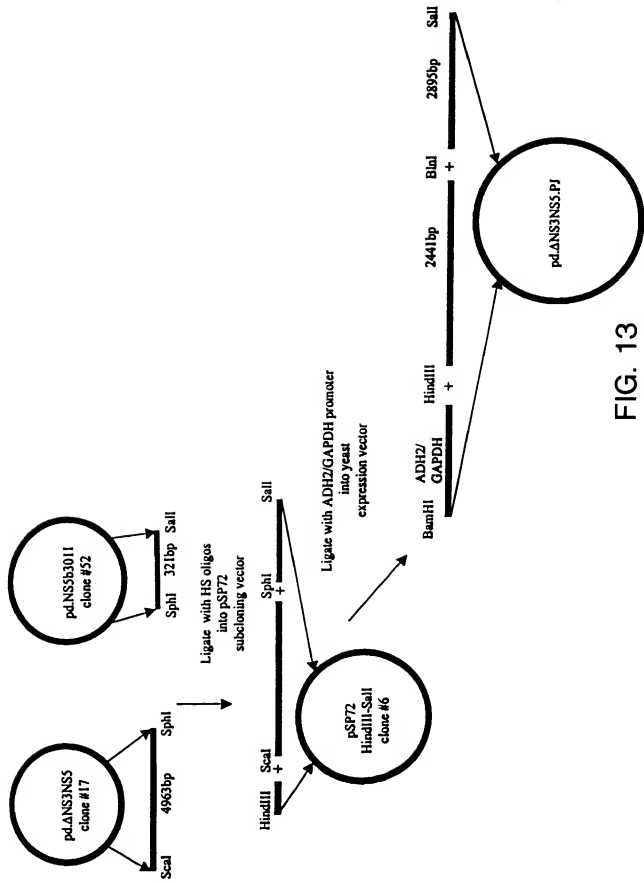 pd.ΔNS3NS5
clone #17
ScaI
4963bp
SphI
pd.NS5b3011
clone #52
SphI
321bp
SalI
Ligate with HS oligos
into pSP72
subcloning vector
HindIII
+
ScaI
SphI
+
SalI
pSP72
HindIII-SalI
clone #6
Ligate with ADH2/GAPDH promoter
into yeast
expression vector
BamHI
ADH2/
GAPDH
HindIII
+
2441bp
BlnI
+
2895bp
SalI
pd.ΔNS3NS5.PJ
FIG. 13